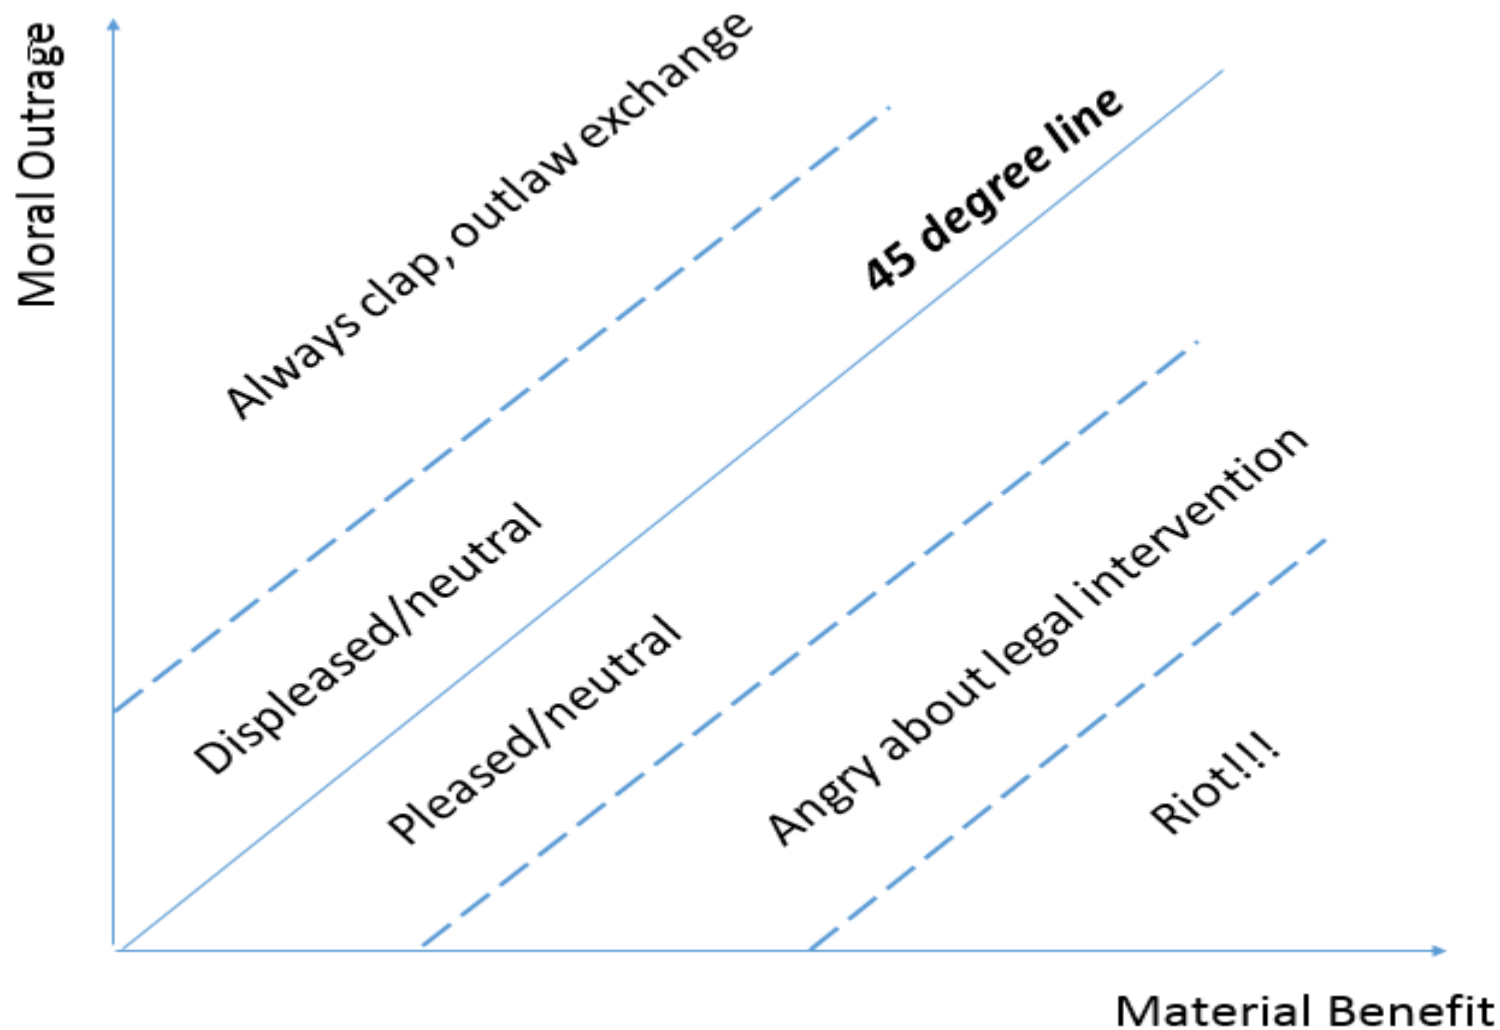 Moral Outrage
Always clap, outlaw exchange
45 degree line
Displeased/neutral
Pleased/neutral
Angry about legal intervention
Riot!!!
Material Benefit